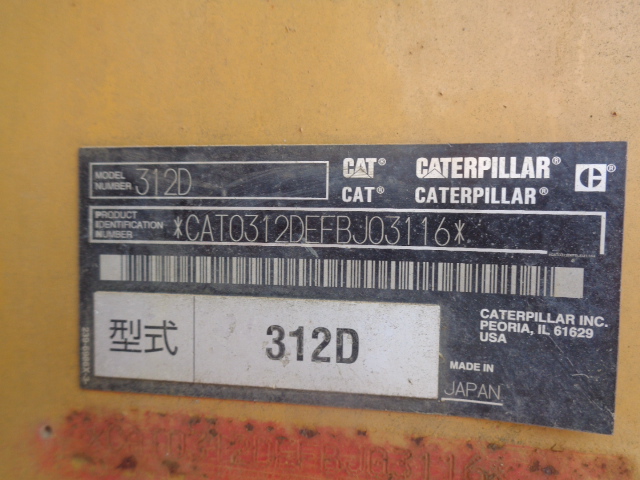 MODEL NUMBER 312D
CAT® CATERPILLAR®
CAT® CATERPILLAR®
PRODUCT IDENTIFICATION NUMBER *CAT0312DEFBJ03116*
型式 312D
CATERPILLAR INC.
PEORIA, IL 61629
USA
MADE IN
JAPAN
0312DEFBJ03116*